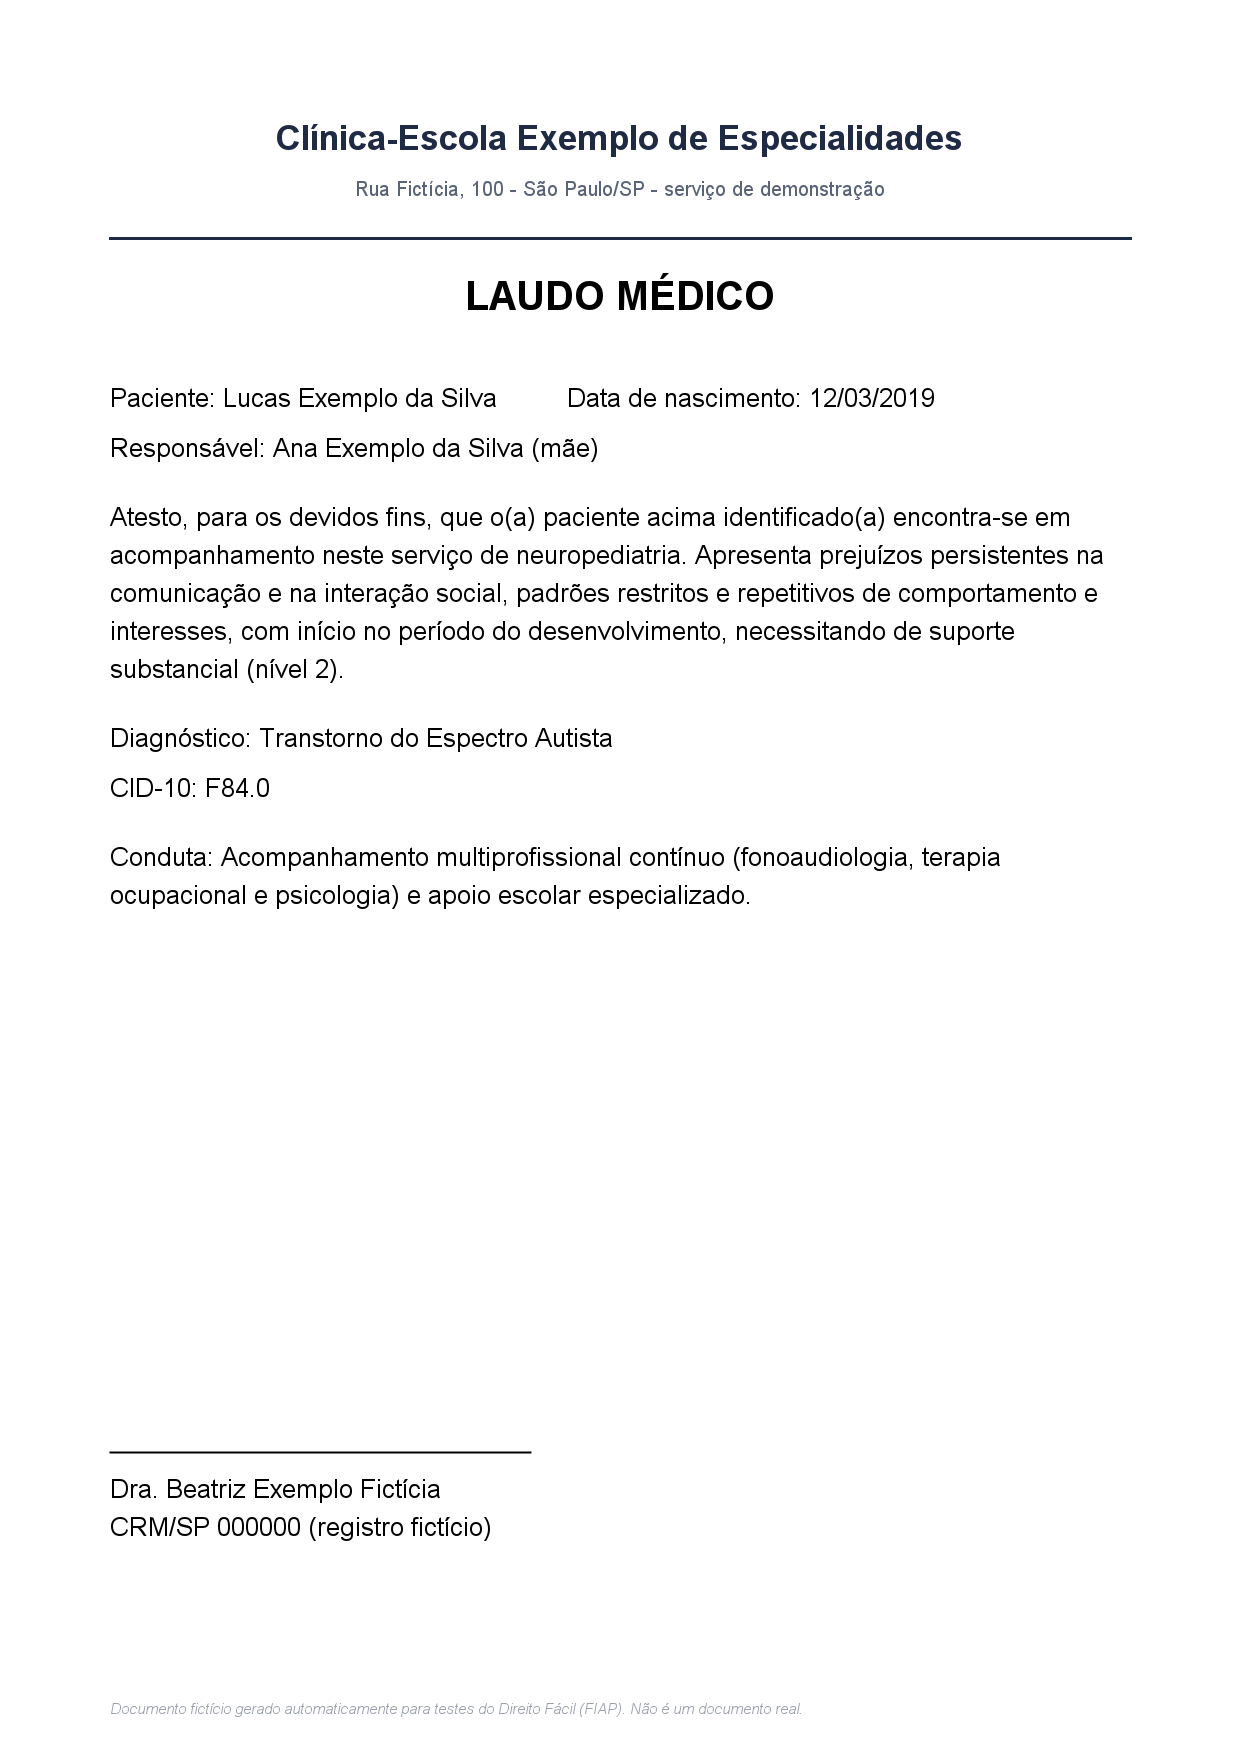 Clínica-Escola Exemplo de Especialidades
Rua Fictícia, 100 - São Paulo/SP - serviço de demonstração
LAUDO MÉDICO
Paciente: Lucas Exemplo da Silva Data de nascimento: 12/03/2019
Responsável: Ana Exemplo da Silva (mãe)
Atesto, para os devidos fins, que o(a) paciente acima identificado(a) encontra-se em
acompanhamento neste serviço de neuropediatria. Apresenta prejuízos persistentes na
comunicação e na interação social, padrões restritos e repetitivos de comportamento e
interesses, com início no período do desenvolvimento, necessitando de suporte
substancial (nível 2).
Diagnóstico: Transtorno do Espectro Autista
CID-10: F84.0
Conduta: Acompanhamento multiprofissional contínuo (fonoaudiologia, terapia
ocupacional e psicologia) e apoio escolar especializado.
Dra. Beatriz Exemplo Fictícia
CRM/SP 000000 (registro fictício)
Documento fictício gerado automaticamente para testes do Direito Fácil (FIAP). Não é um documento real.